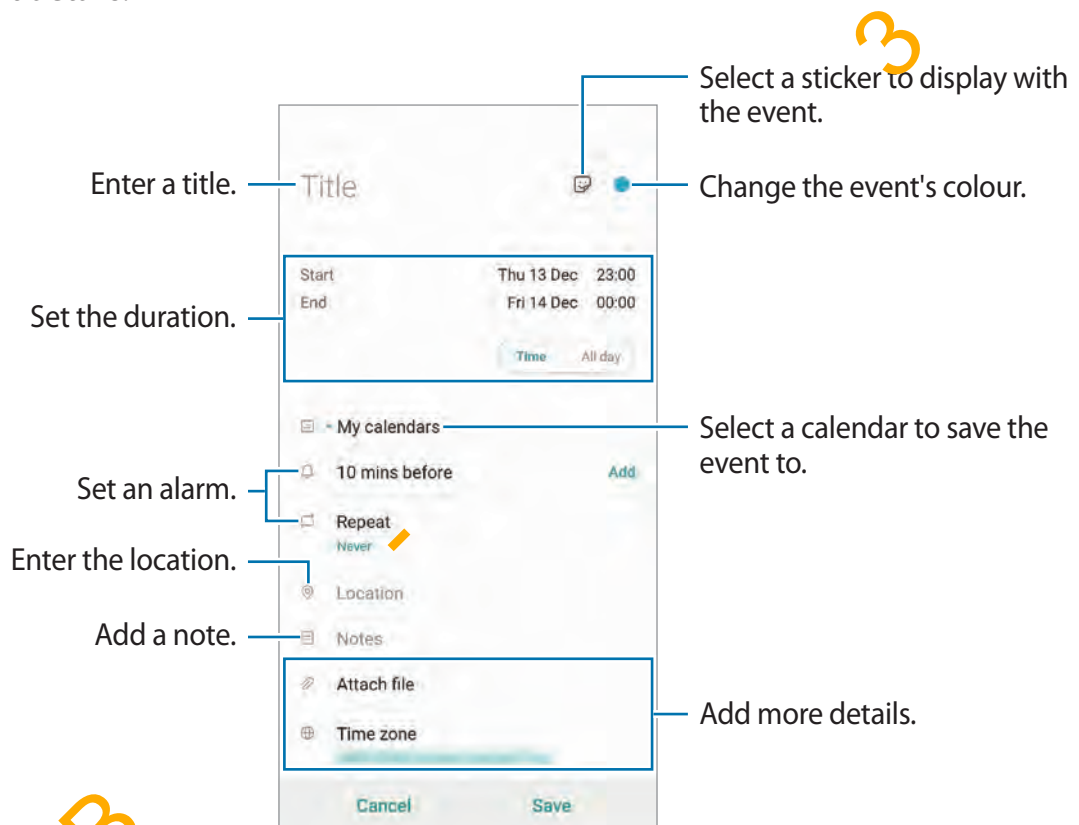 3
Select a sticker to display with
the event.
Enter a title.
Title
Change the event's colour.
Start Thu 13 Dec 23:00
End Fri 14 Dec 00:00
Set the duration.
Time All day
My calendars
Select a calendar to save the
event to.
10 mins before Add
Set an alarm.
Repeat
Never
Enter the location.
Location
Add a note.
Notes
Attach file
Add more details.
Time zone
Cancel Save